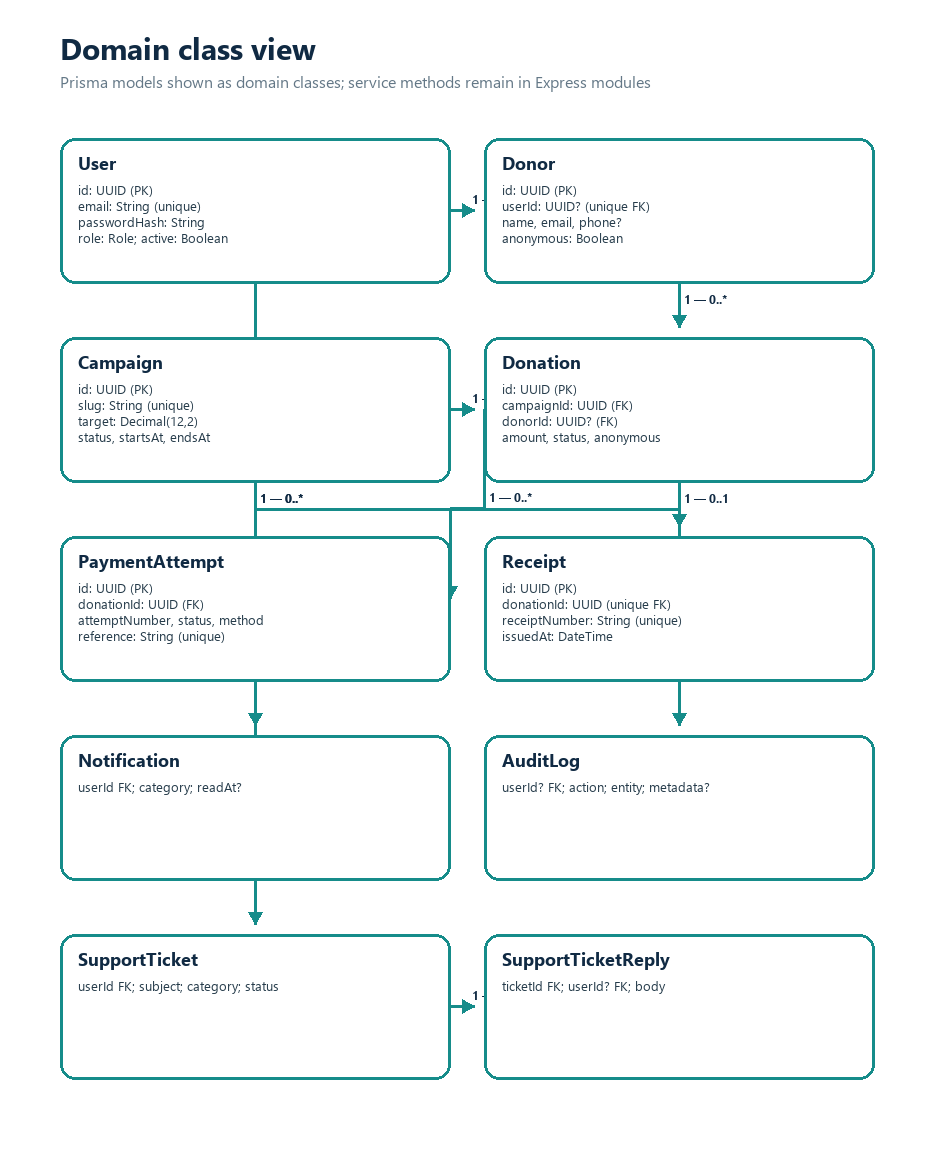 Domain class view
Prisma models shown as domain classes; service methods remain in Express modules
User
id: UUID (PK)
email: String (unique)
passwordHash: String
role: Role; active: Boolean
1 -
Donor
id: UUID (PK)
userId: UUID? (unique FK)
name, email, phone?
anonymous: Boolean
1 — 0..*
Campaign
id: UUID (PK)
slug: String (unique)
target: Decimal(12,2)
status, startsAt, endsAt
1 -
Donation
id: UUID (PK)
campaignId: UUID (FK)
donorId: UUID? (FK)
amount, status, anonymous
1 — 0..*
1 — 0..*
1 — 0..1
PaymentAttempt
id: UUID (PK)
donationId: UUID (FK)
attemptNumber, status, method
reference: String (unique)
Receipt
id: UUID (PK)
donationId: UUID (unique FK)
receiptNumber: String (unique)
issuedAt: DateTime
Notification
userId FK; category; readAt?
AuditLog
userId? FK; action; entity; metadata?
SupportTicket
userId FK; subject; category; status
1 -
SupportTicketReply
ticketId FK; userId? FK; body